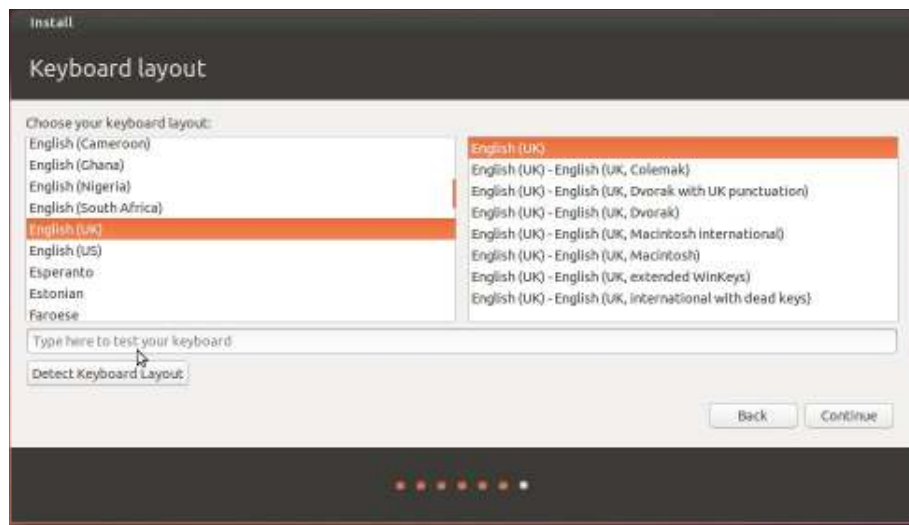 Install
Keyboard layout
Choose your keyboard layout:
English (Cameroon)
English (Ghana)
English (Nigeria)
English (South Africa)
English (UK)
English (US)
Esperanto
Estonian
Faroese
English (UK)
English (UK) - English (UK, Colemak)
English (UK) - English (UK, Dvorak with UK punctuation)
English (UK) - English (UK, Dvorak)
English (UK) - English (UK, Macintosh international)
English (UK) - English (UK, Macintosh)
English (UK) - English (UK, extended WinKeys)
English (UK) - English (UK, international with dead keys)
Type here to test your keyboard
Detect Keyboard Layout
Back
Continue